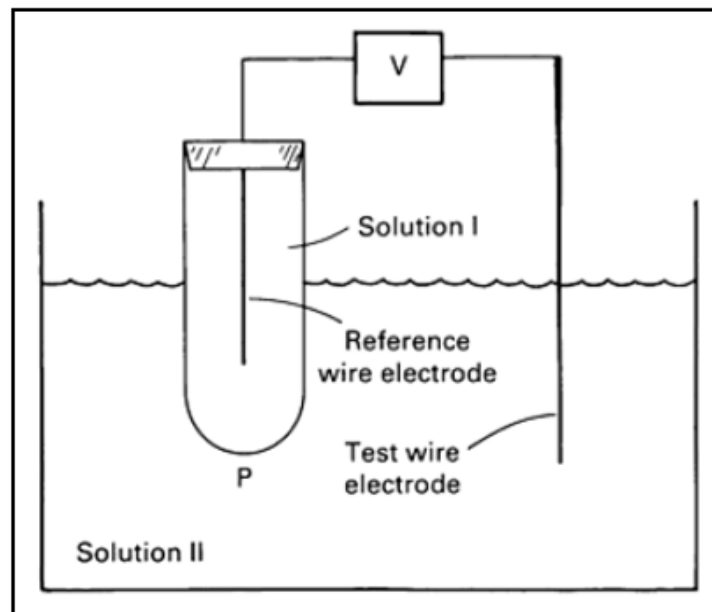 V
Solution I
Reference
wire electrode
Test wire
electrode
P
Solution II